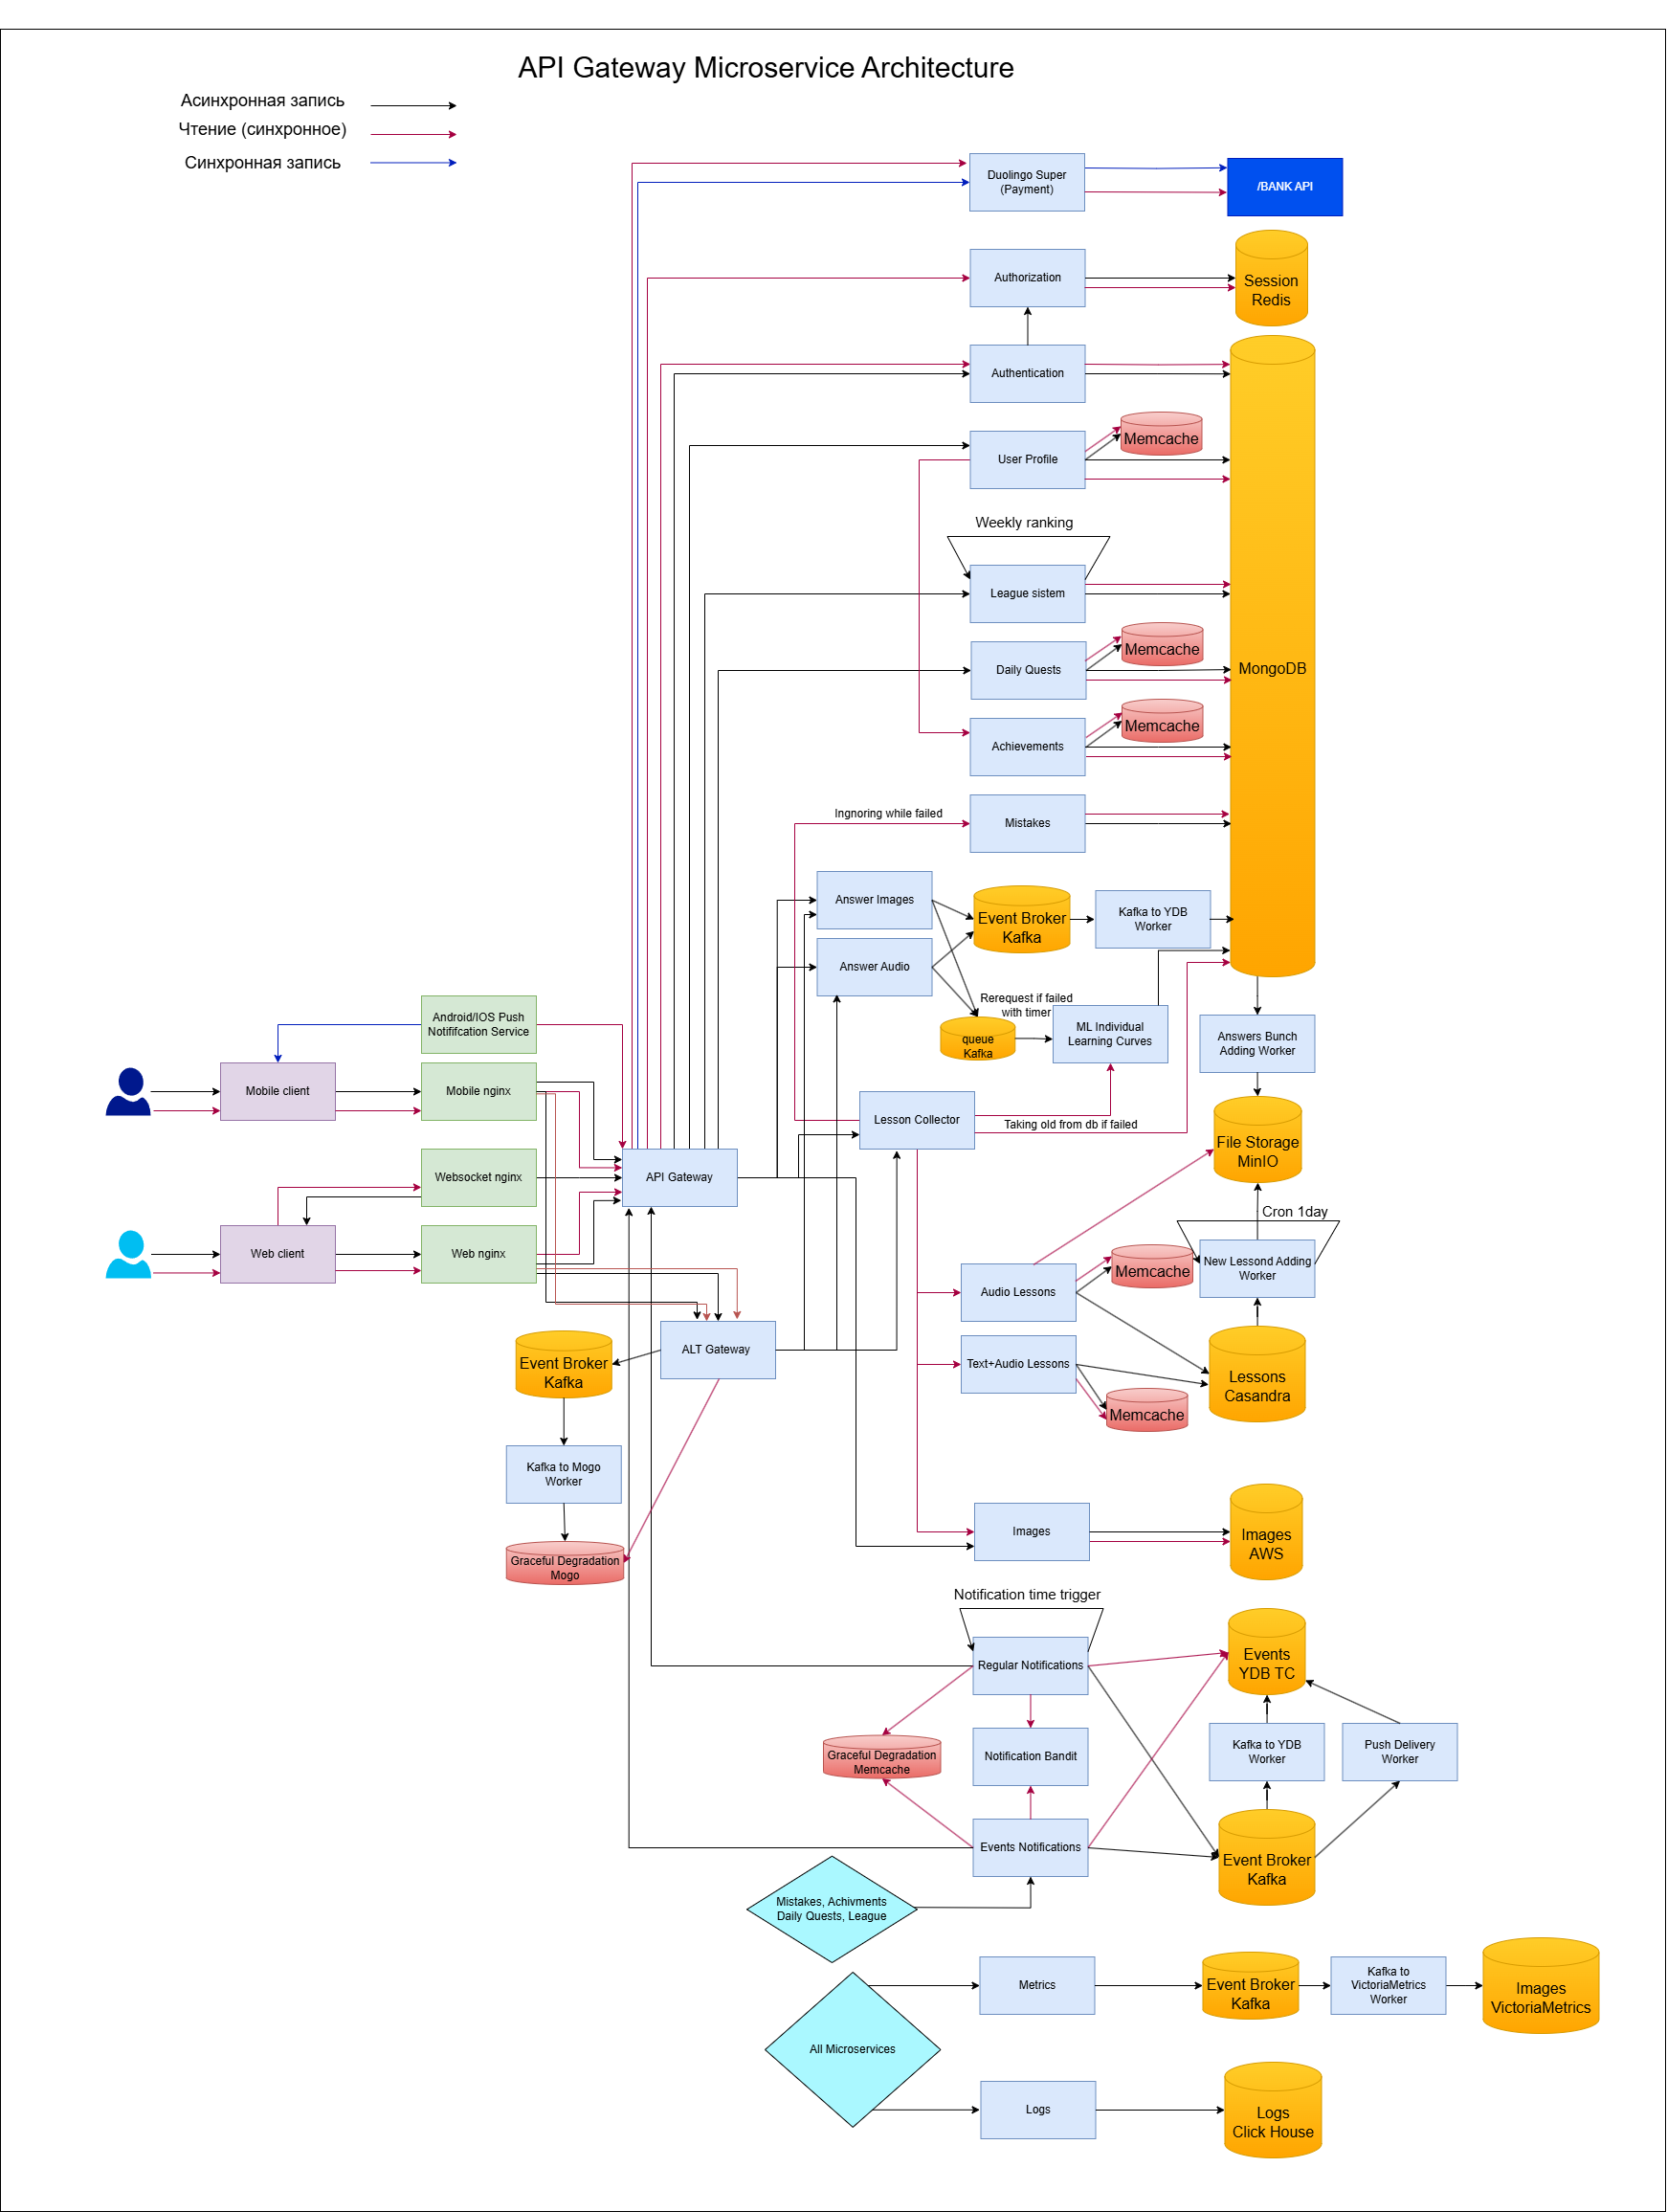 API Gateway Microservice Architecture
Асинхронная запись
Чтение (синхронное)
Синхронная запись
Duolingo Super
(Payment)
/BANK API
Authorization
Session
Redis
Authentication
User Profile
Memcache
Weekly ranking
League sistem
Daily Quests
Memcache
MongoDB
Achievements
Memcache
Ingnoring while failed
Mistakes
Answer Images
Event Broker
Kafka
Kafka to YDB
Worker
Answer Audio
Rerequest if failed
with timer
queue
Kafka
ML Individual
Learning Curves
Answers Bunch
Adding Worker
Android/IOS Push
Notififcation Service
Mobile client
Mobile nginx
Lesson Collector
Taking old from db if failed
File Storage
MinIO
Websocket nginx
API Gateway
Web client
Web nginx
Cron 1day
Memcache
New Lessond Adding
Worker
Audio Lessons
ALT Gateway
Text+Audio Lessons
Memcache
Lessons
Casandra
Event Broker
Kafka
Kafka to Mogo
Worker
Graceful Degradation
Mogo
Images
Images
AWS
Notification time trigger
Regular Notifications
Events
YDB TC
Graceful Degradation
Memcache
Notification Bandit
Kafka to YDB
Worker
Push Delivery
Worker
Events Notifications
Event Broker
Kafka
Mistakes, Achivments
Daily Quests, League
Metrics
Event Broker
Kafka
Kafka to
VictoriaMetrics
Worker
Images
VictoriaMetrics
All Microservices
Logs
Logs
Click House